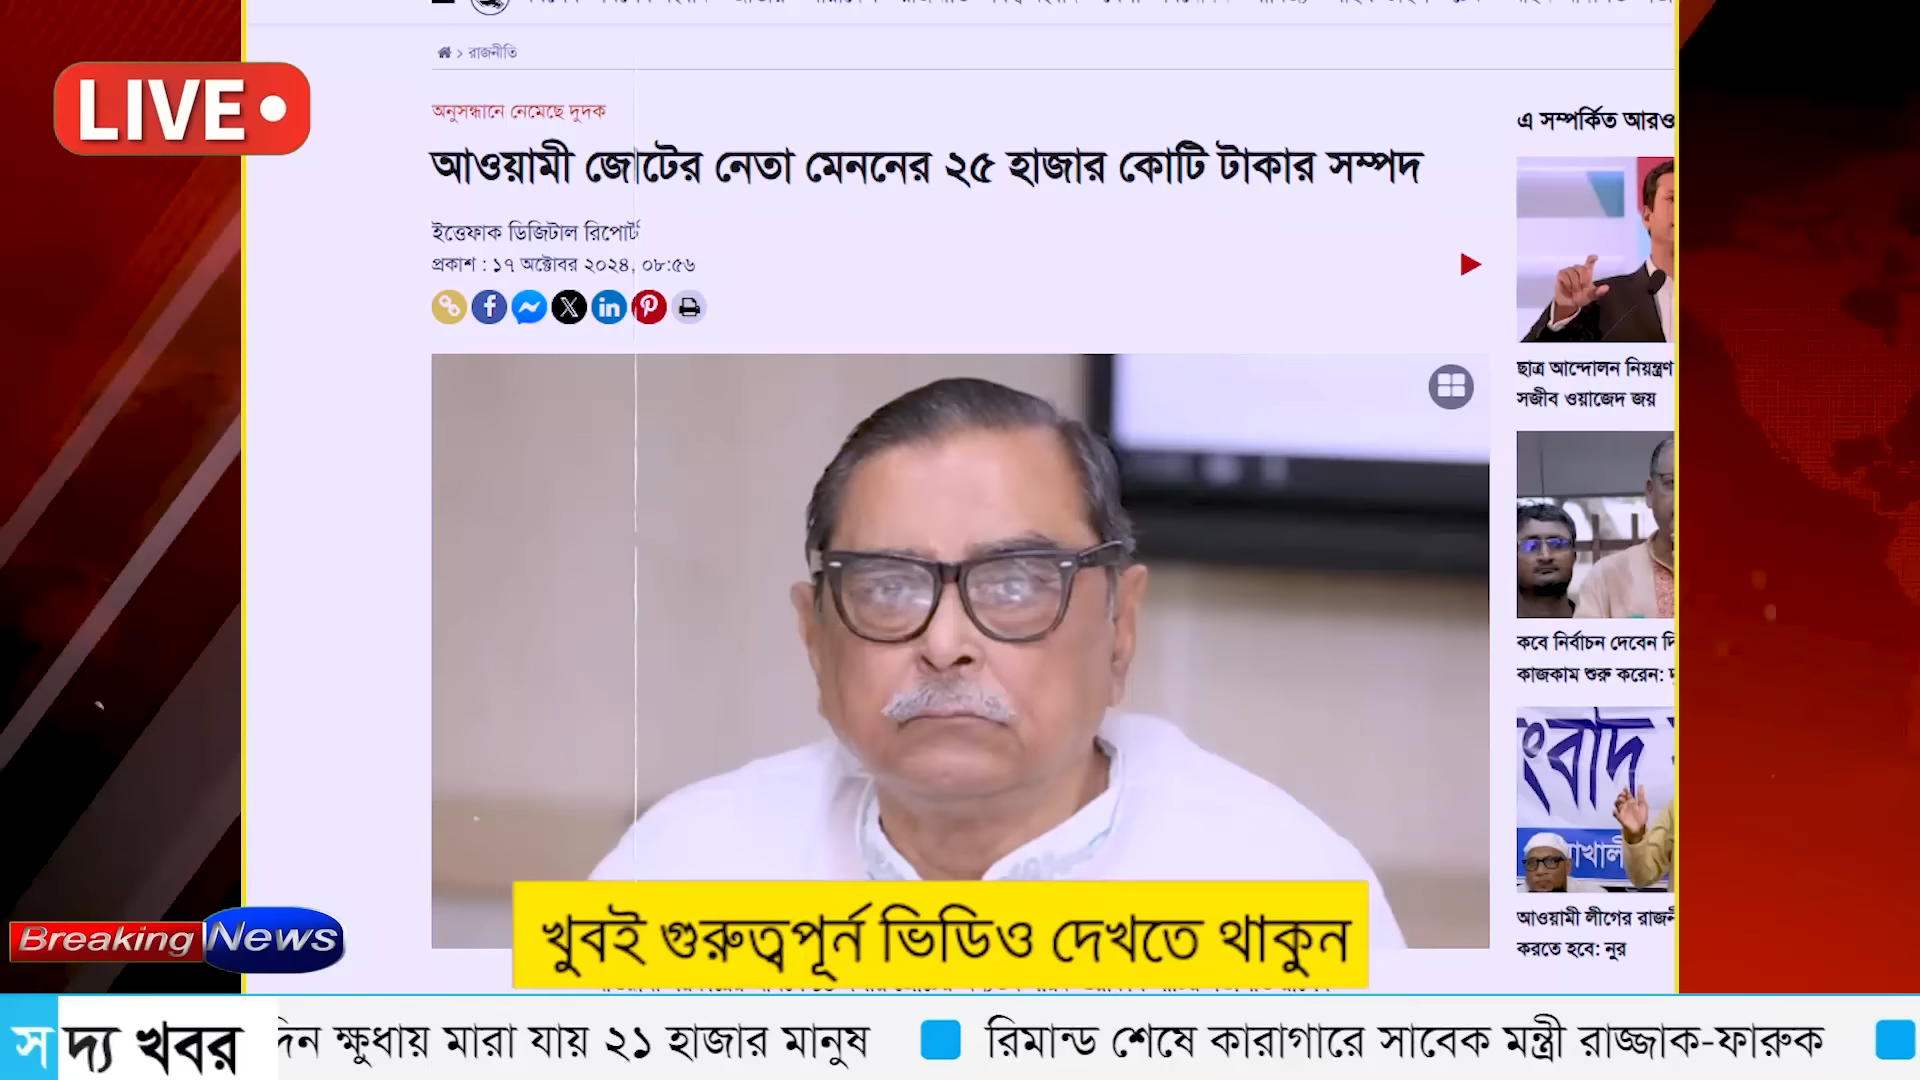 LIVE
রাজনীতি
অনুসন্ধানে নেমেছে দুদক
আওয়ামী জোটের নেতা মেননের ২৫ হাজার কোটি টাকার সম্পদ
ইত্তেফাক ডিজিটাল রিপোর্ট
প্রকাশ : ১৭ অক্টোবর ২০২৪, ০৮:৫৬
এ সম্পর্কিত আরও
ছাত্র আন্দোলন নিয়ন্ত্রণ
সজীব ওয়াজেদ জয়
কবে নির্বাচন দেবেন
কাজকাম শুরু করেন:
আওয়ামী লীগের
করতে হবে: নুর
খুবই গুরুত্বপূর্ন ভিডিও দেখতে থাকুন
Breaking News
সদ্য খবর
ক্ষুধায় মারা যায় ২১ হাজার মানুষ
রিমান্ড শেষে কারাগারে সাবেক মন্ত্রী রাজ্জাক-ফারুক